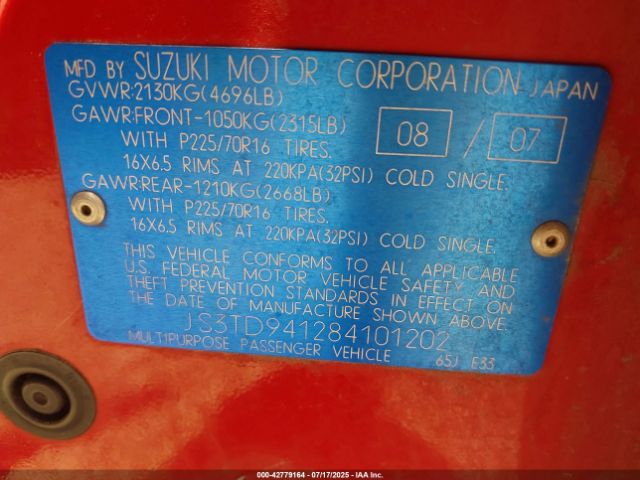 MFD BY SUZUKI MOTOR CORPORATION-JAPAN
GVWR:2130KG(4696LB)
GAWR:FRONT-1050KG(2315LB)
08 / 07
WITH P225/70R16 TIRES.
16X6.5 RIMS AT 220KPA(32PSI) COLD SINGLE.
GAWR:REAR-1210KG(2668LB)
WITH P225/70R16 TIRES.
16X6.5 RIMS AT 220KPA(32PSI) COLD SINGLE.
THIS VEHICLE CONFORMS TO ALL APPLICABLE
U.S. FEDERAL MOTOR VEHICLE SAFETY AND
THEFT PREVENTION STANDARDS IN EFFECT ON
THE DATE OF MANUFACTURE SHOWN ABOVE.
JS3TD941284101202
MULTIPURPOSE PASSENGER VEHICLE 65J E33
000-42779164 - 07/17/2025 - IAA Inc.